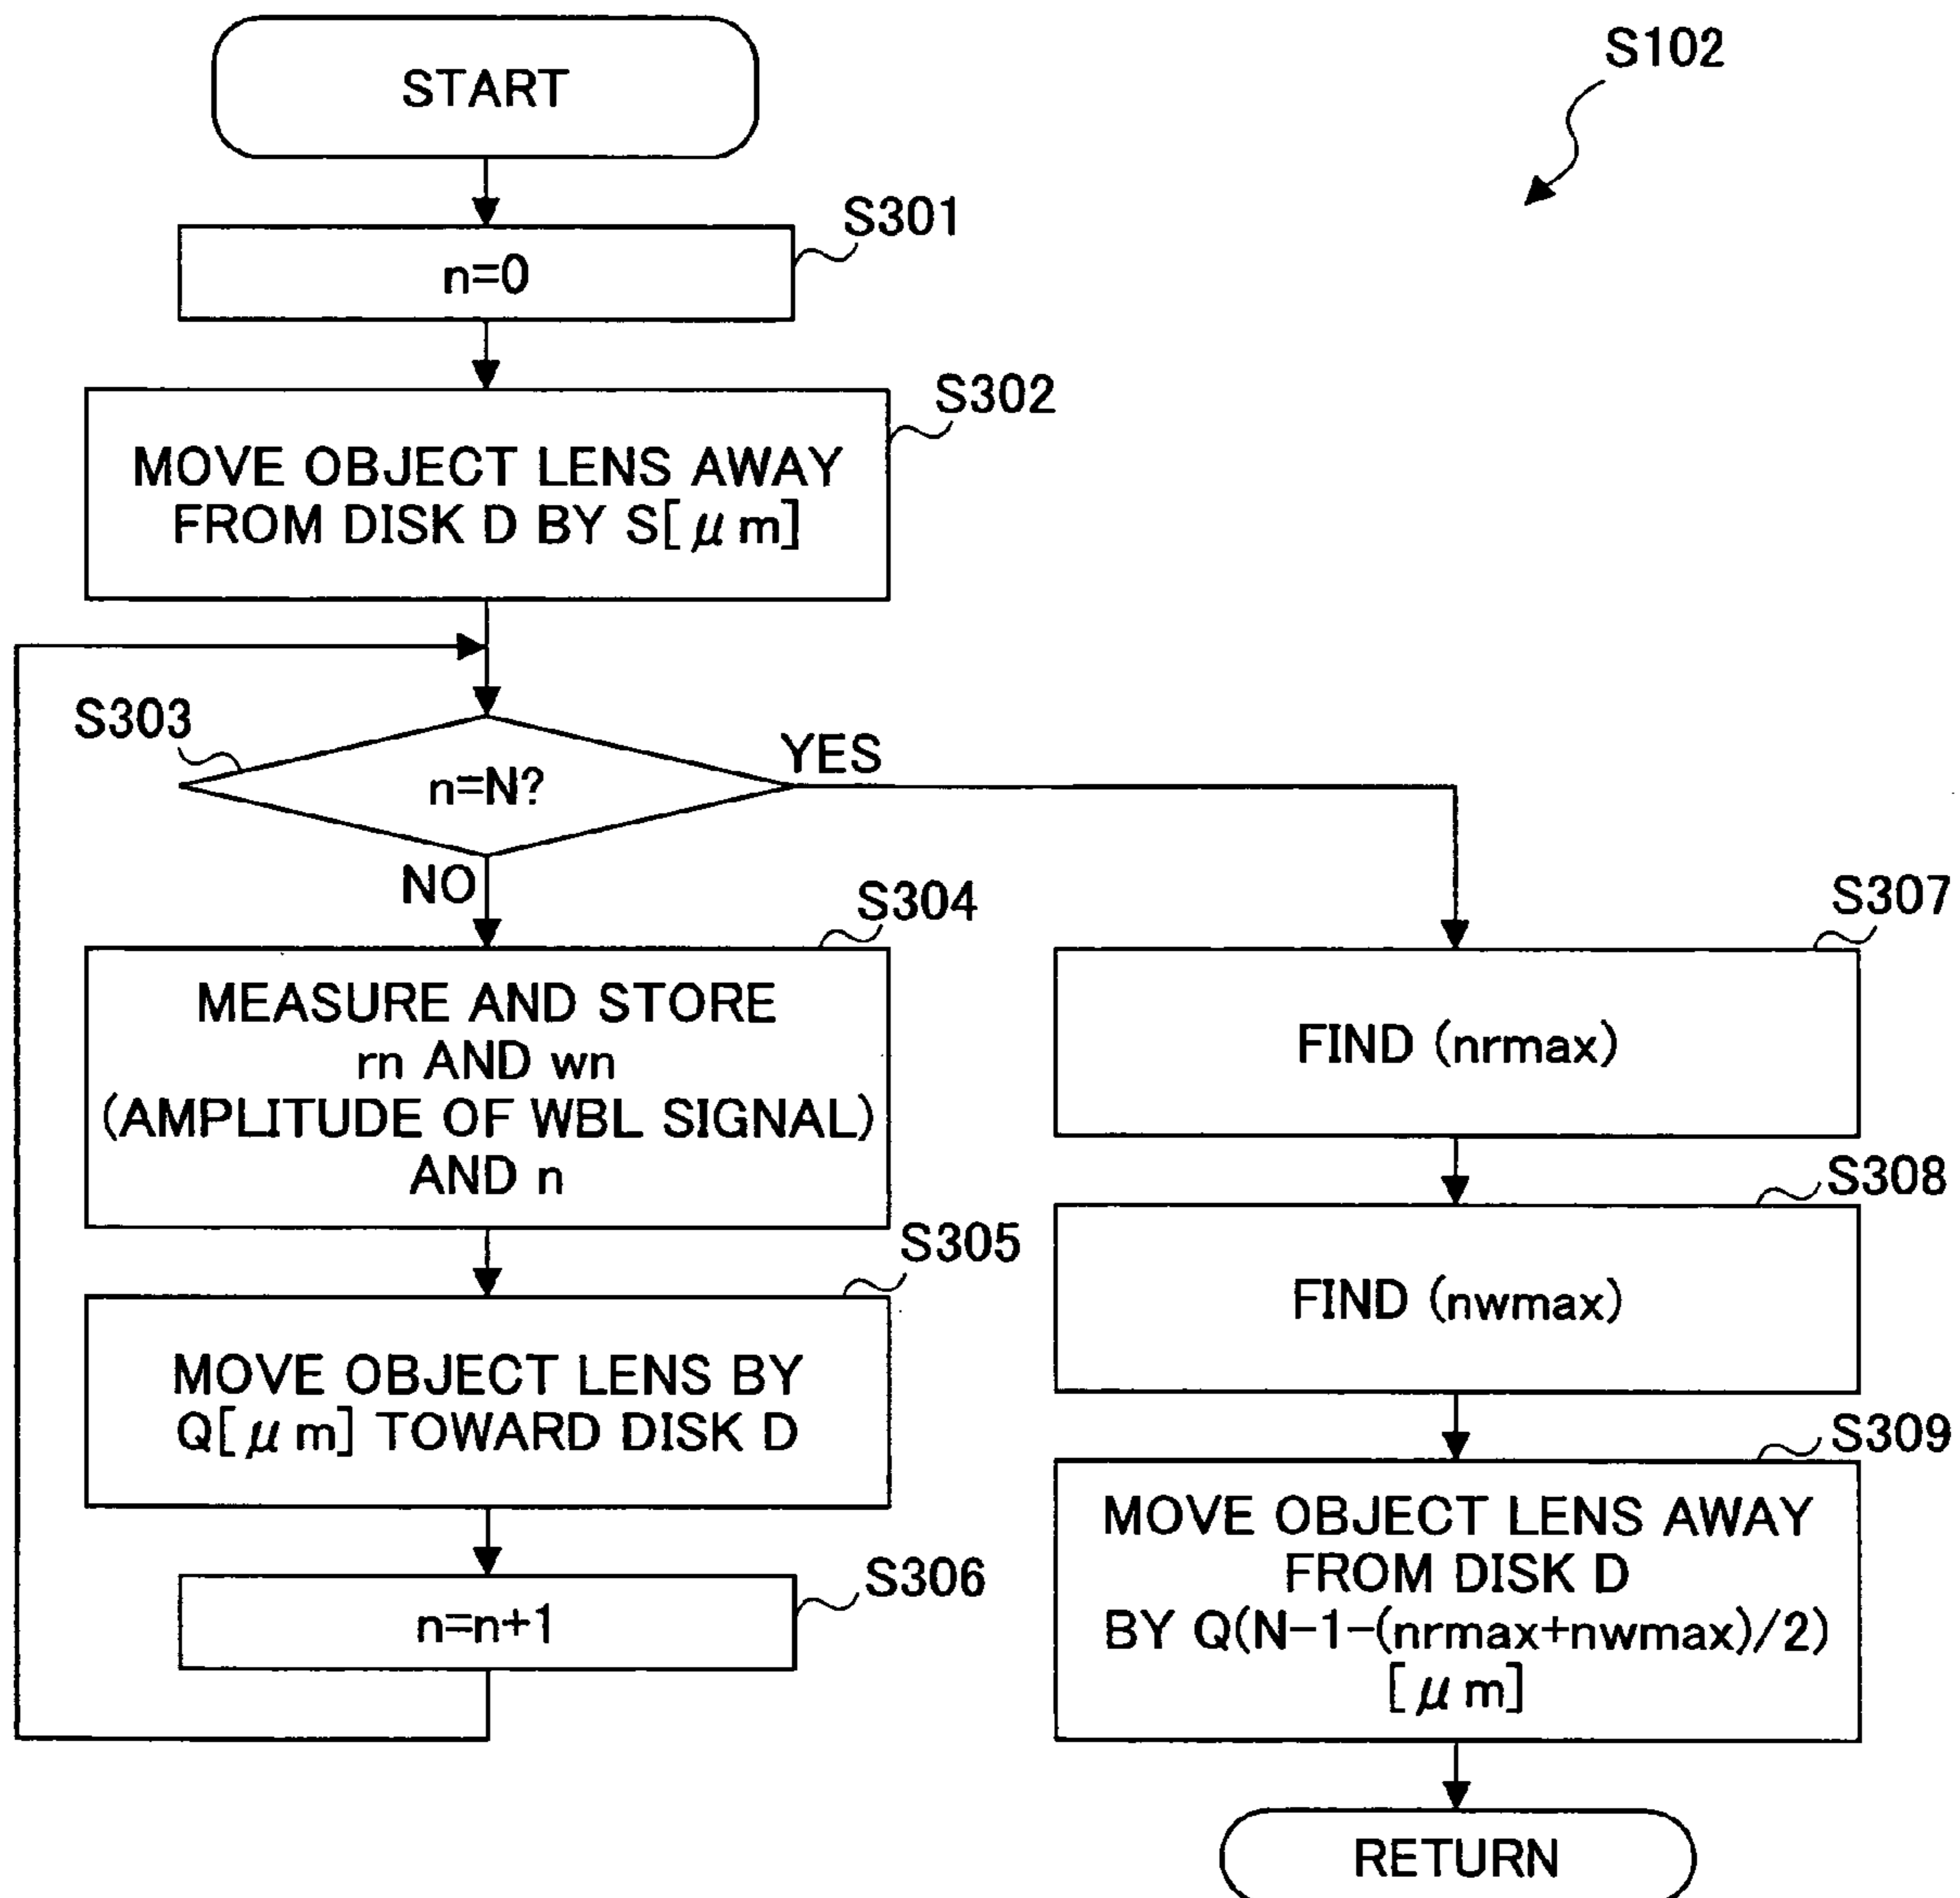 S102
START
S301
n=0
S302
MOVE OBJECT LENS AWAY
FROM DISK D BY S[μm]
S303
n=N?
YES
NO
S304
MEASURE AND STORE
rn AND wn
(AMPLITUDE OF WBL SIGNAL)
AND n
S305
MOVE OBJECT LENS BY
Q[μm] TOWARD DISK D
S306
n=n+1
S307
FIND (nrmax)
S308
FIND (nwmax)
S309
MOVE OBJECT LENS AWAY
FROM DISK D
BY Q(N-1-(nrmax+nwmax)/2)
[μm]
RETURN